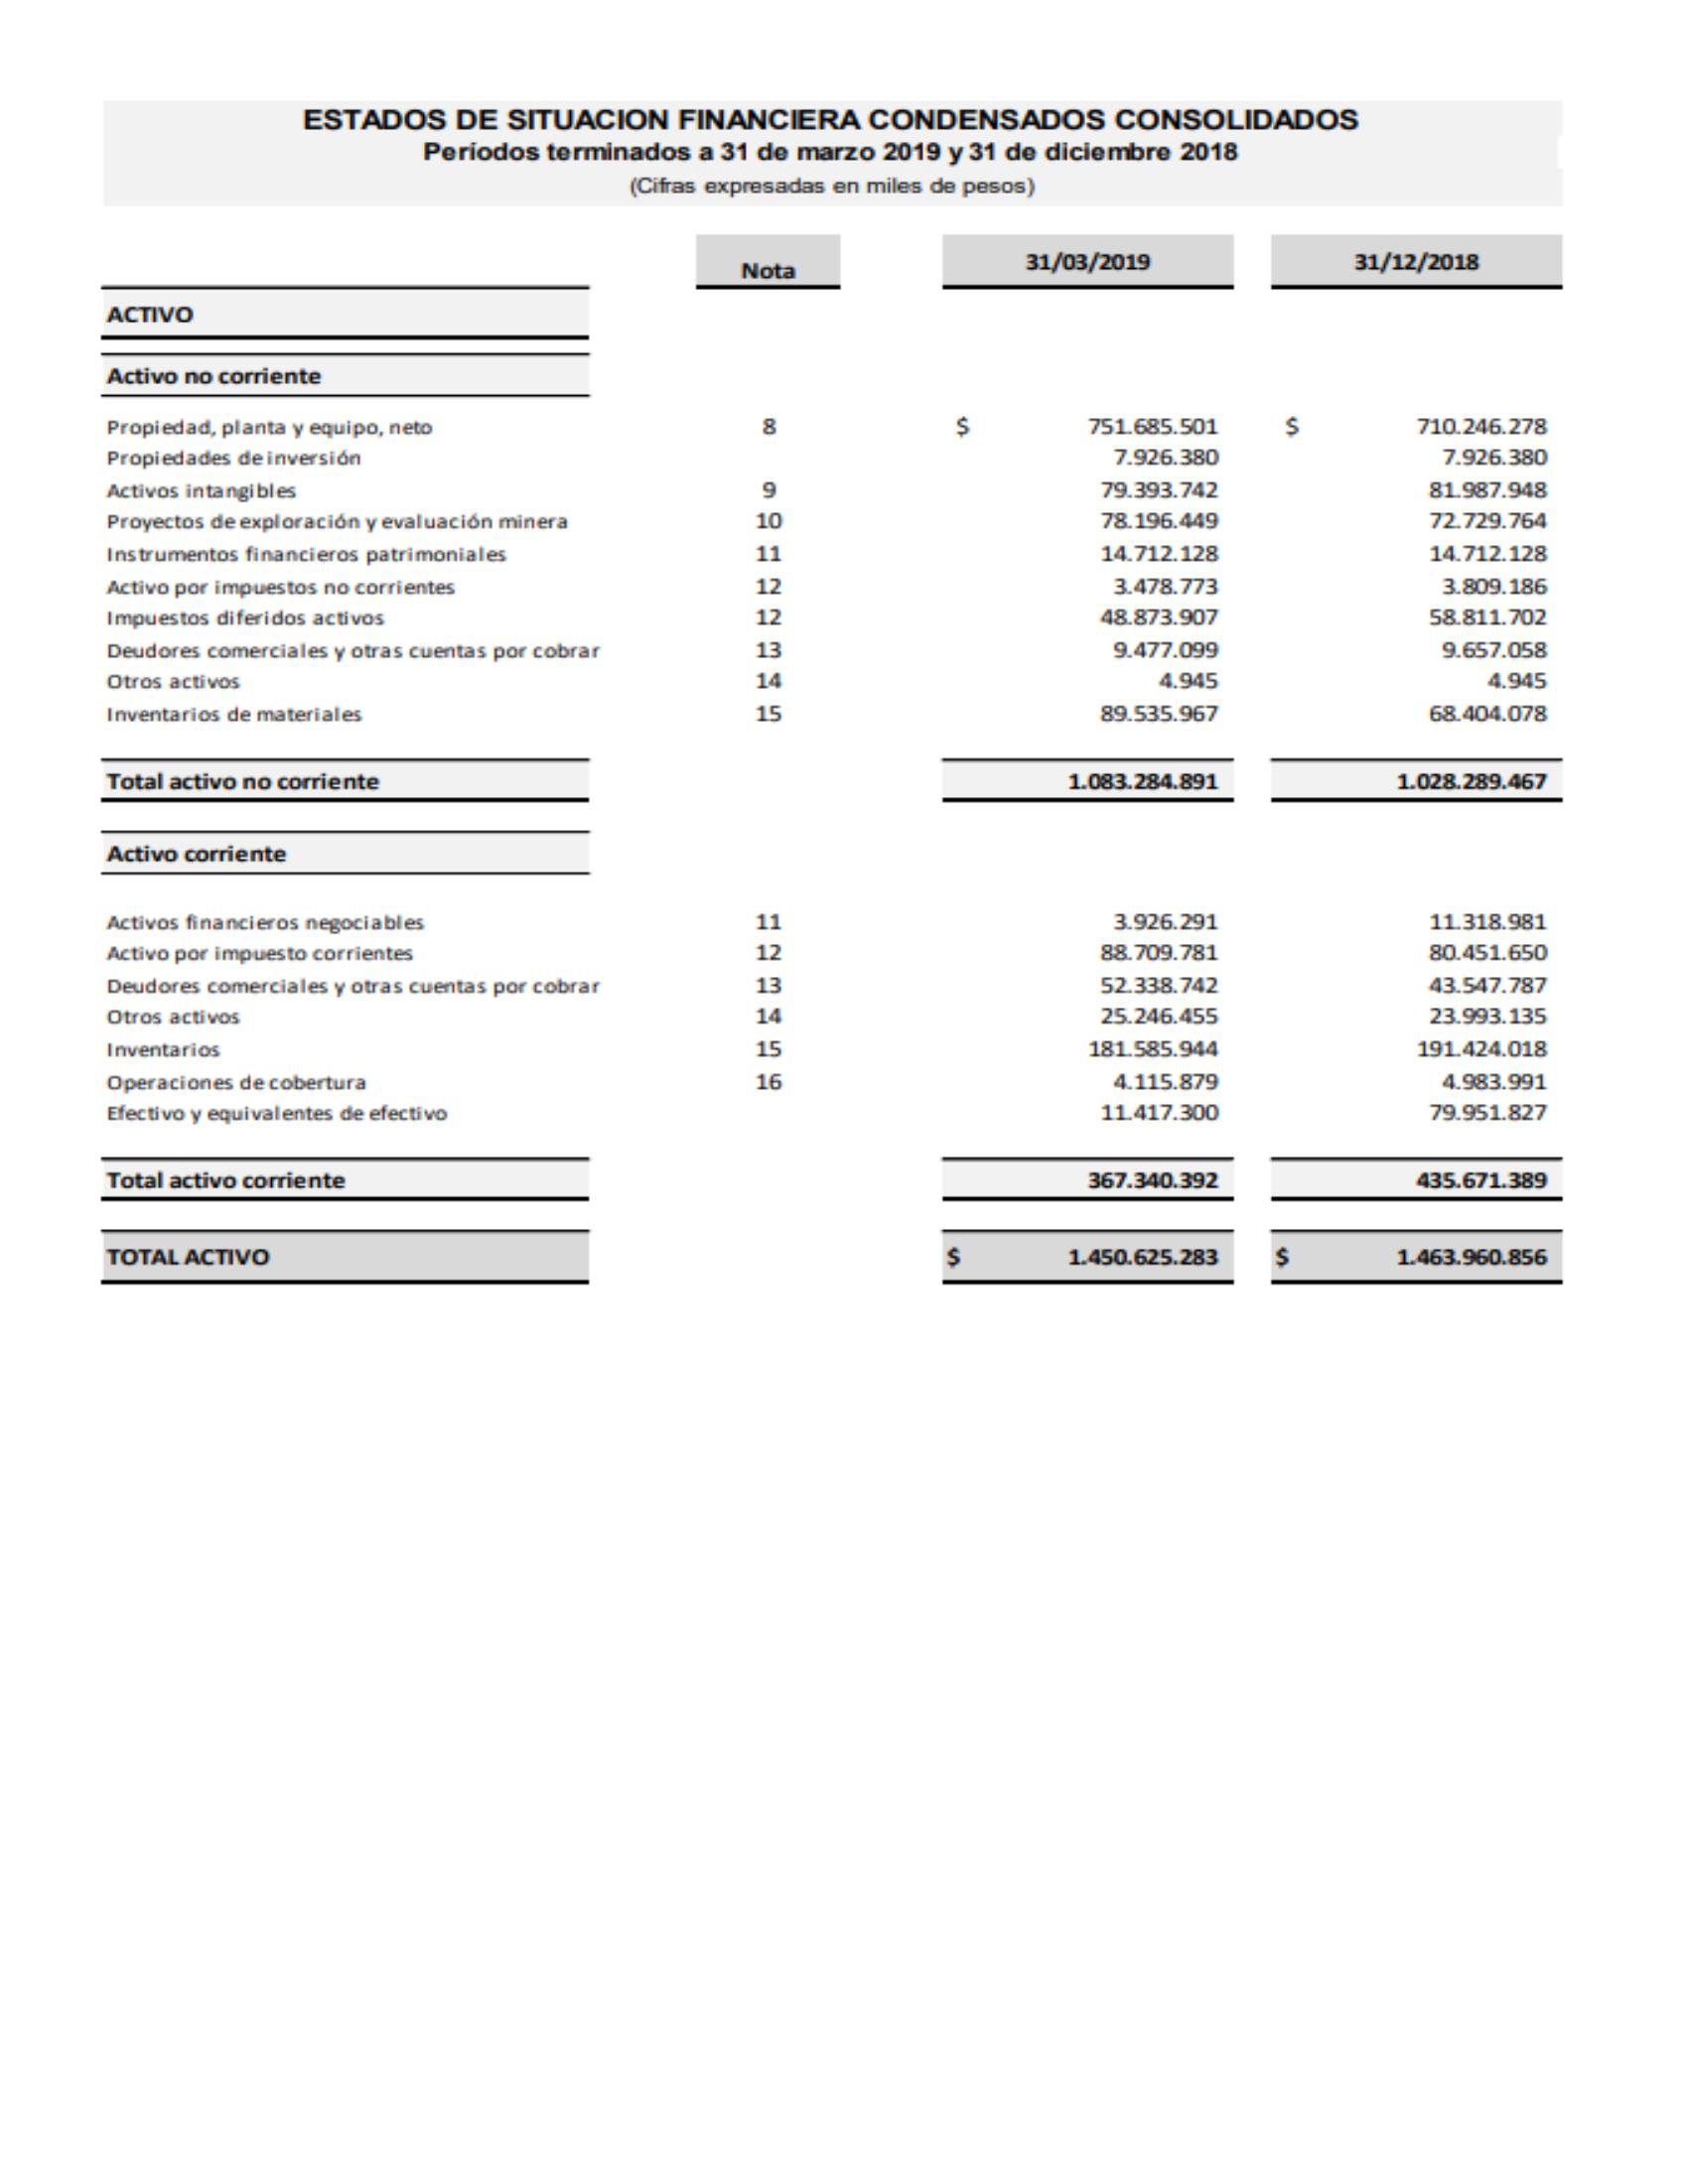 ESTADOS DE SITUACION FINANCIERA CONDENSADOS CONSOLIDADOS
Períodos terminados a 31 de marzo 2019 y 31 de diciembre 2018
(Cifras expresadas en miles de pesos)
Nota 31/03/2019 31/12/2018
ACTIVO
Activo no corriente
Propiedad, planta y equipo, neto 8 $ 751.685.501 $ 710.246.278
Propiedades de inversión 7.926.380 7.926.380
Activos intangibles 9 79.393.742 81.987.948
Proyectos de exploración y evaluación minera 10 78.196.449 72.729.764
Instrumentos financieros patrimoniales 11 14.712.128 14.712.128
Activo por impuestos no corrientes 12 3.478.773 3.809.186
Impuestos diferidos activos 12 48.873.907 58.811.702
Deudores comerciales y otras cuentas por cobrar 13 9.477.099 9.657.058
Otros activos 14 4.945 4.945
Inventarios de materiales 15 89.535.967 68.404.078
Total activo no corriente 1.083.284.891 1.028.289.467
Activo corriente
Activos financieros negociables 11 3.926.291 11.318.981
Activo por impuesto corrientes 12 88.709.781 80.451.650
Deudores comerciales y otras cuentas por cobrar 13 52.338.742 43.547.787
Otros activos 14 25.246.455 23.993.135
Inventarios 15 181.585.944 191.424.018
Operaciones de cobertura 16 4.115.879 4.983.991
Efectivo y equivalentes de efectivo 11.417.300 79.951.827
Total activo corriente 367.340.392 435.671.389
TOTAL ACTIVO $ 1.450.625.283 $ 1.463.960.856